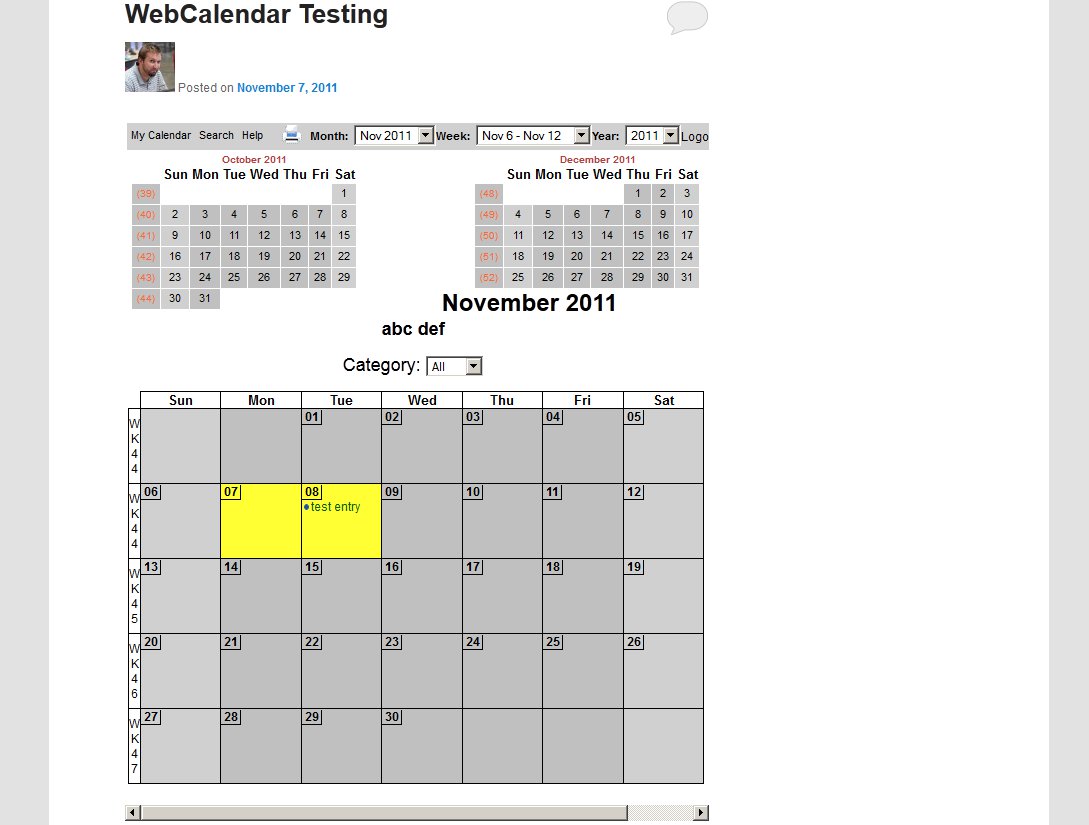 WebCalendar Testing
Posted on November 7, 2011
My Calendar Search Help Month: Nov 2011 Week: Nov 6 - Nov 12 Year: 2011 Logo
October 2011
Sun Mon Tue Wed Thu Fri Sat
(39) 1
(40) 2 3 4 5 6 7 8
(41) 9 10 11 12 13 14 15
(42) 16 17 18 19 20 21 22
(43) 23 24 25 26 27 28 29
(44) 30 31
December 2011
Sun Mon Tue Wed Thu Fri Sat
(48) 1 2 3
(49) 4 5 6 7 8 9 10
(50) 11 12 13 14 15 16 17
(51) 18 19 20 21 22 23 24
(52) 25 26 27 28 29 30 31
November 2011
abc def
Category: All
Sun Mon Tue Wed Thu Fri Sat
WK44 01 02 03 04 05
WK44 06 07 08 09 10 11 12
•test entry
WK45 13 14 15 16 17 18 19
WK46 20 21 22 23 24 25 26
WK47 27 28 29 30